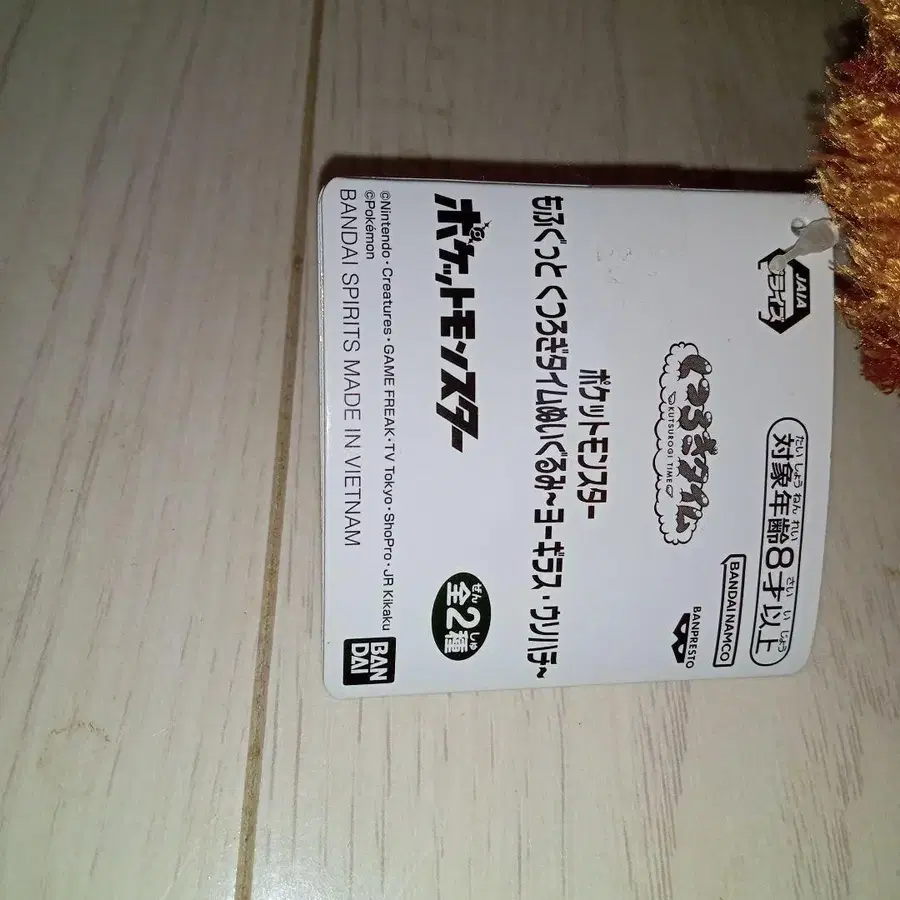 JAIA
プライズ
たいしょうねんれい さい いじょう
対象年齢8才以上
くつろぎタイム
KUTSUROGI TIME
BANPRESTO
BANDAI NAMCO
ポケットモンスター
もふぐっと くつろぎタイムぬいぐるみ~ヨーギラス・ウソハチ~
ポケットモンスター
ぜん しゅ
全2種
©Nintendo・Creatures・GAME FREAK・TV Tokyo・ShoPro・JR Kikaku
©Pokémon
BANDAI SPIRITS MADE IN VIETNAM
BAN
DAI